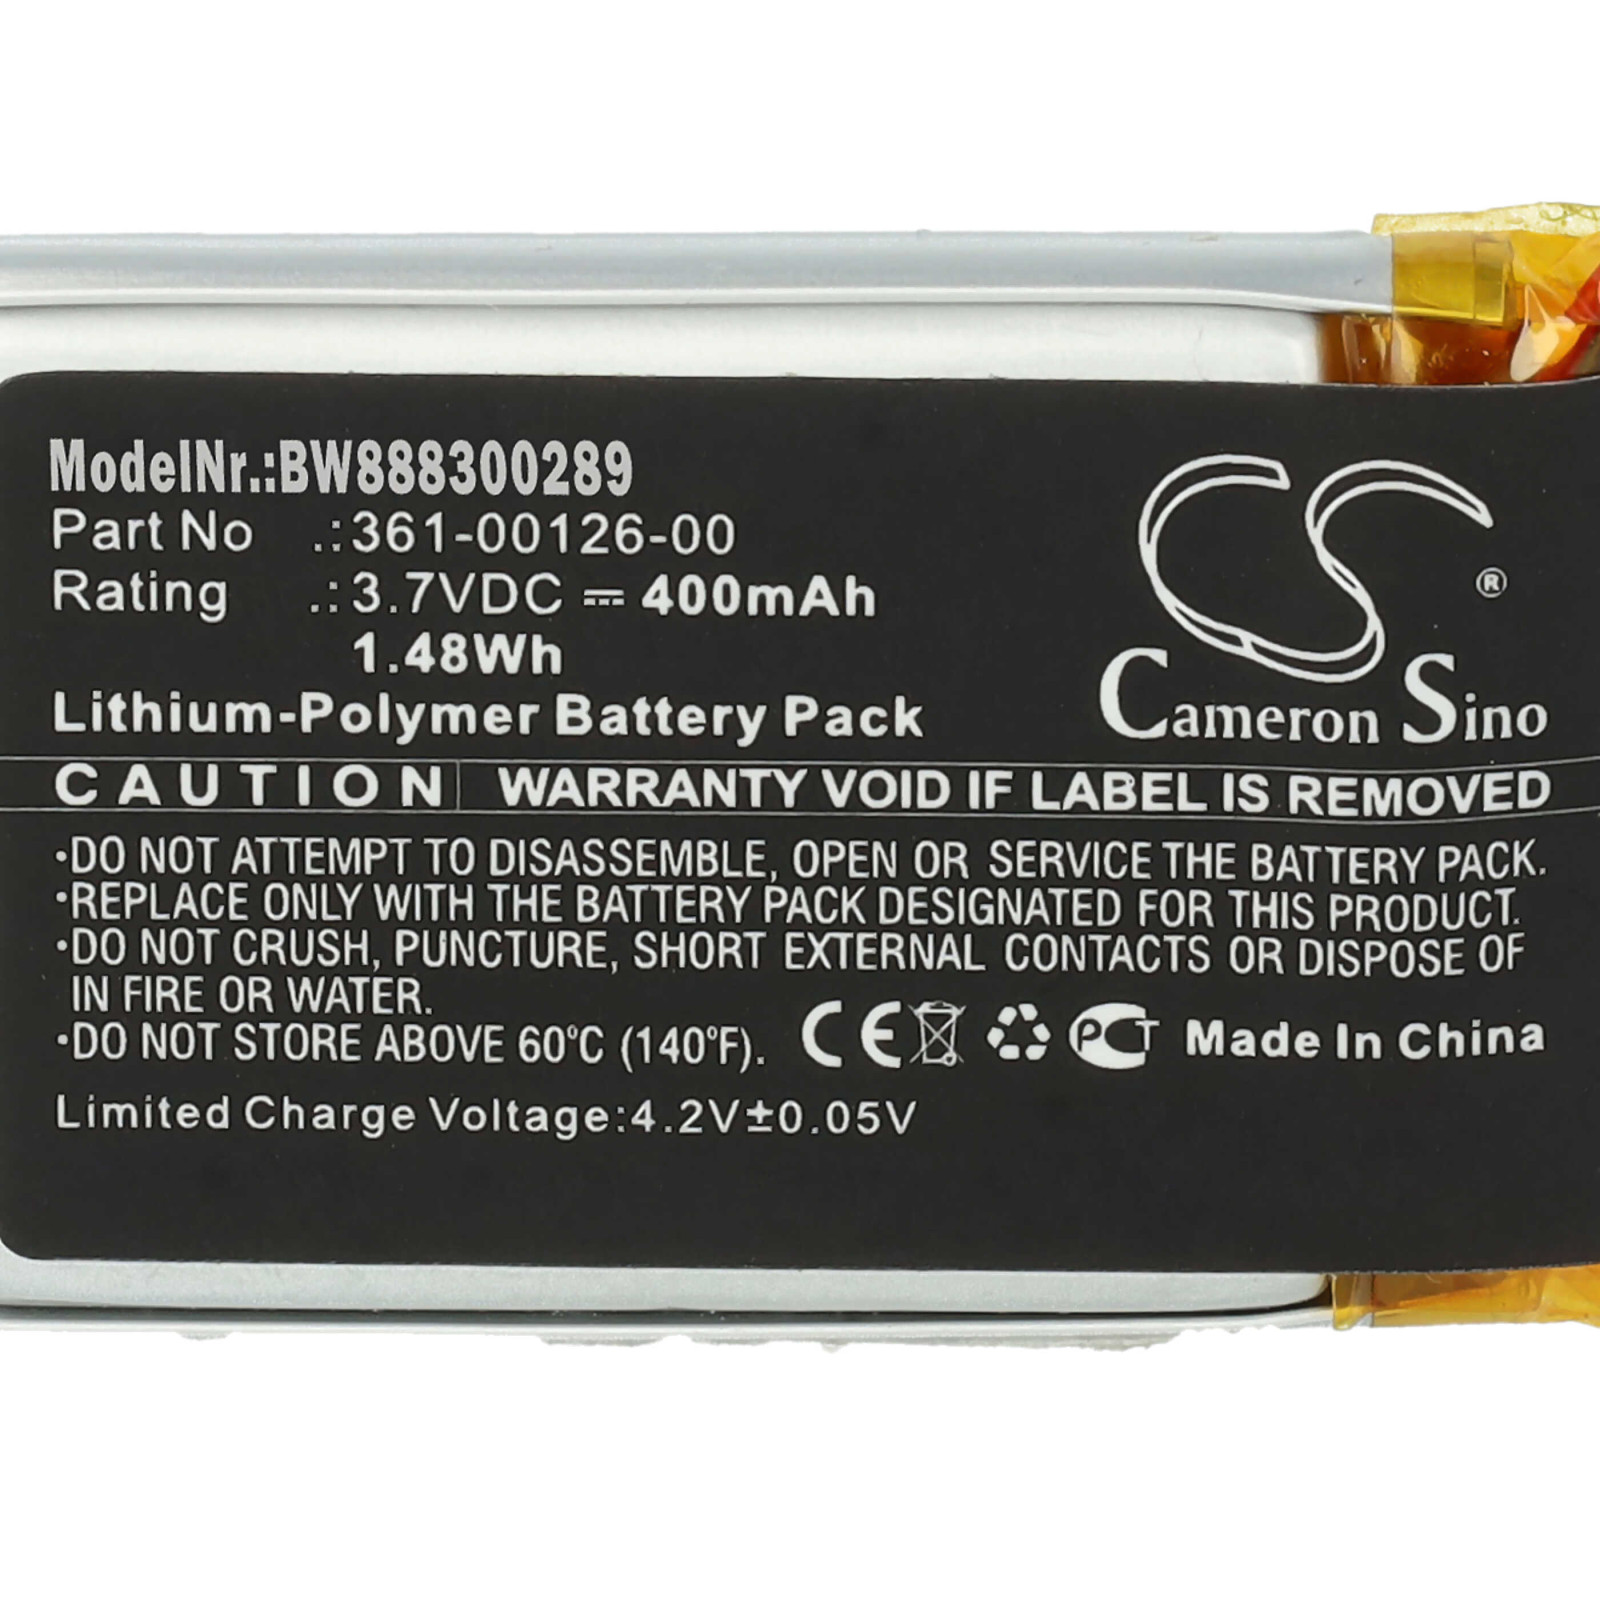 ModelNr.:BW888300289
Part No .:361-00126-00
Rating .:3.7VDC ⎓ 400mAh
1.48Wh
Lithium-Polymer Battery Pack
CS ®
Cameron Sino
CAUTION WARRANTY VOID IF LABEL IS REMOVED
•DO NOT ATTEMPT TO DISASSEMBLE, OPEN OR SERVICE THE BATTERY PACK.
•REPLACE ONLY WITH THE BATTERY PACK DESIGNATED FOR THIS PRODUCT.
•DO NOT CRUSH, PUNCTURE, SHORT EXTERNAL CONTACTS OR DISPOSE OF
IN FIRE OR WATER.
•DO NOT STORE ABOVE 60°C (140°F). CE PCT Made In China
Limited Charge Voltage:4.2V±0.05V